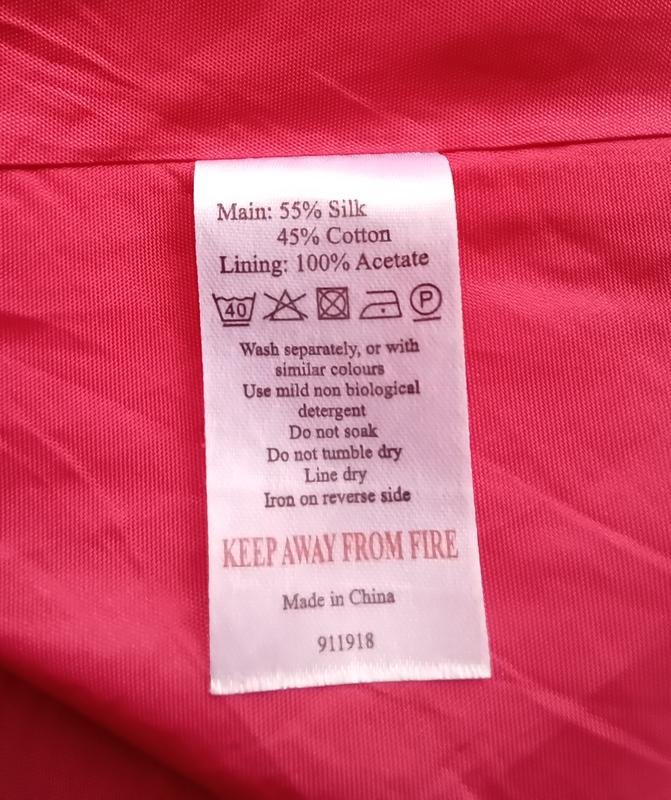 Main: 55% Silk
45% Cotton
Lining: 100% Acetate
40 P
Wash separately, or with
similar colours
Use mild non biological
detergent
Do not soak
Do not tumble dry
Line dry
Iron on reverse side
KEEP AWAY FROM FIRE
Made in China
911918